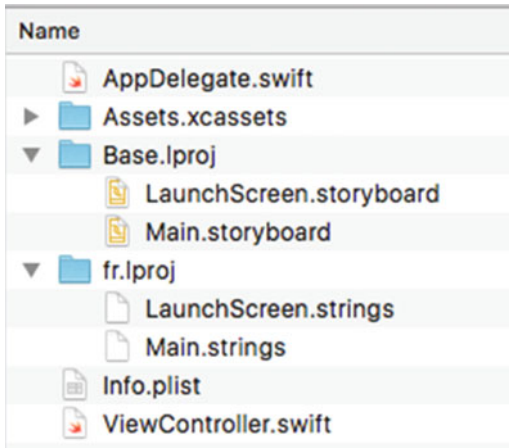 Name
AppDelegate.swift
Assets.xcassets
Base.lproj
LaunchScreen.storyboard
Main.storyboard
fr.lproj
LaunchScreen.strings
Main.strings
Info.plist
ViewController.swift